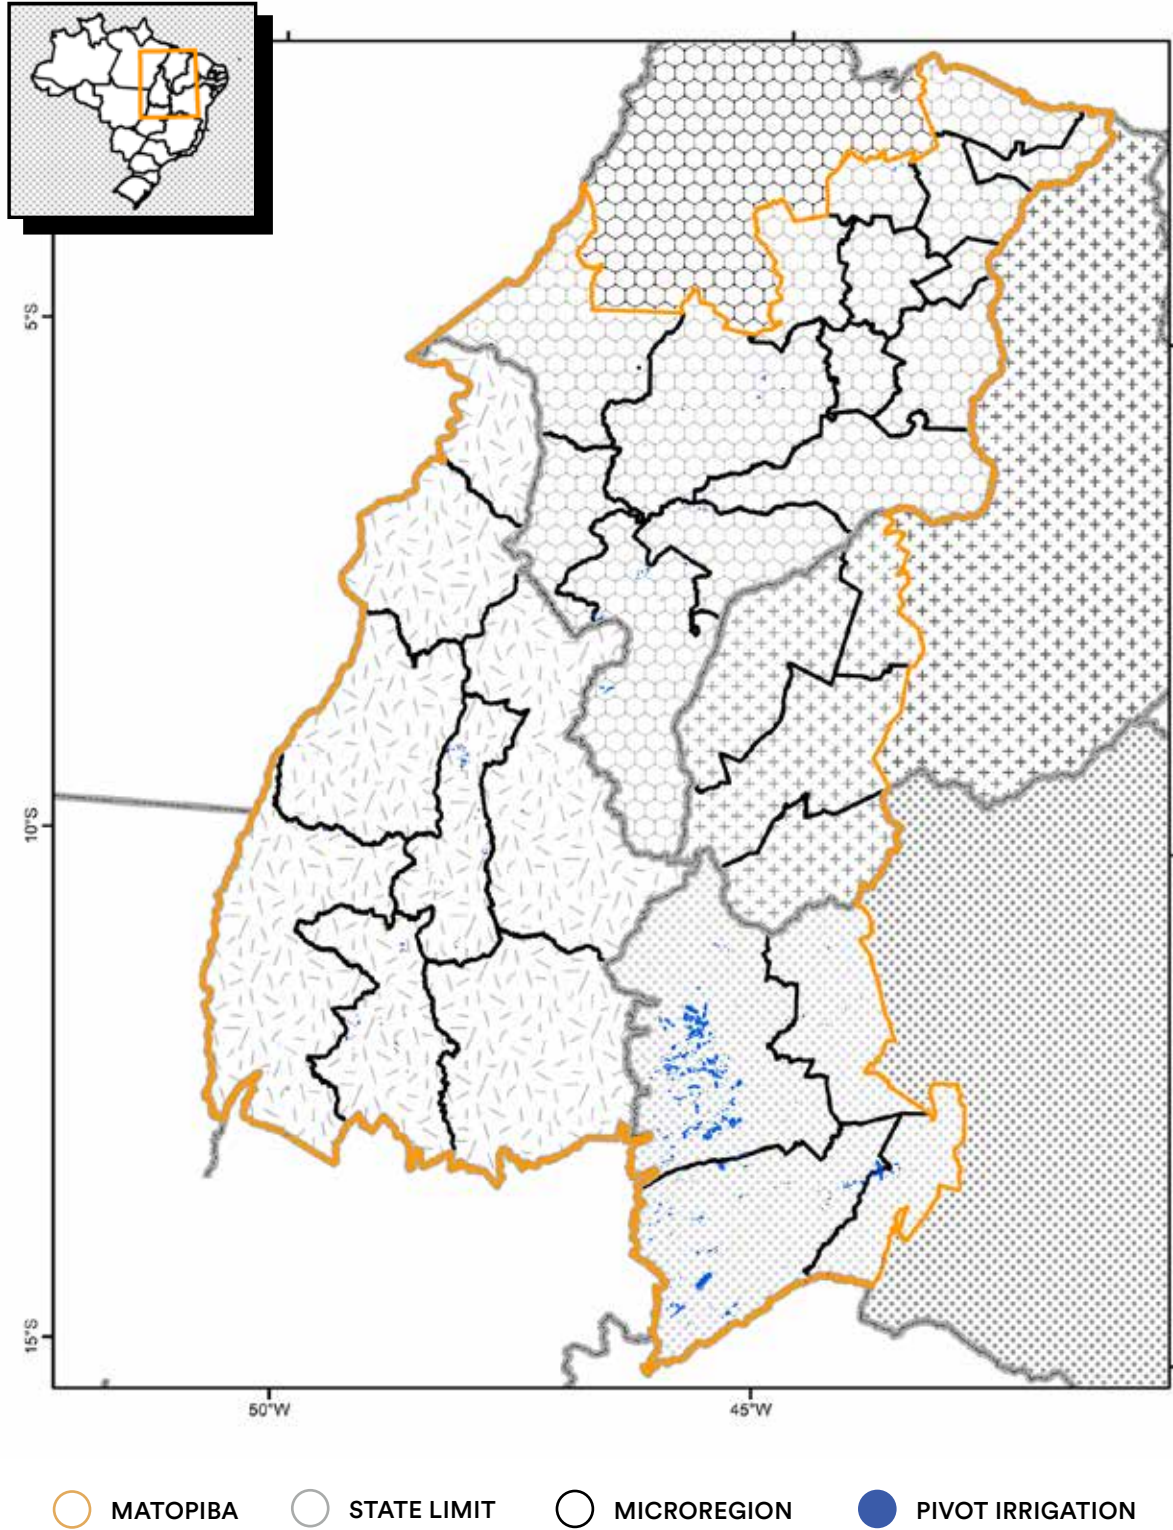 5°S
10°S
15°S
50°W
45°W
MATOPIBA
STATE LIMIT
MICROREGION
PIVOT IRRIGATION